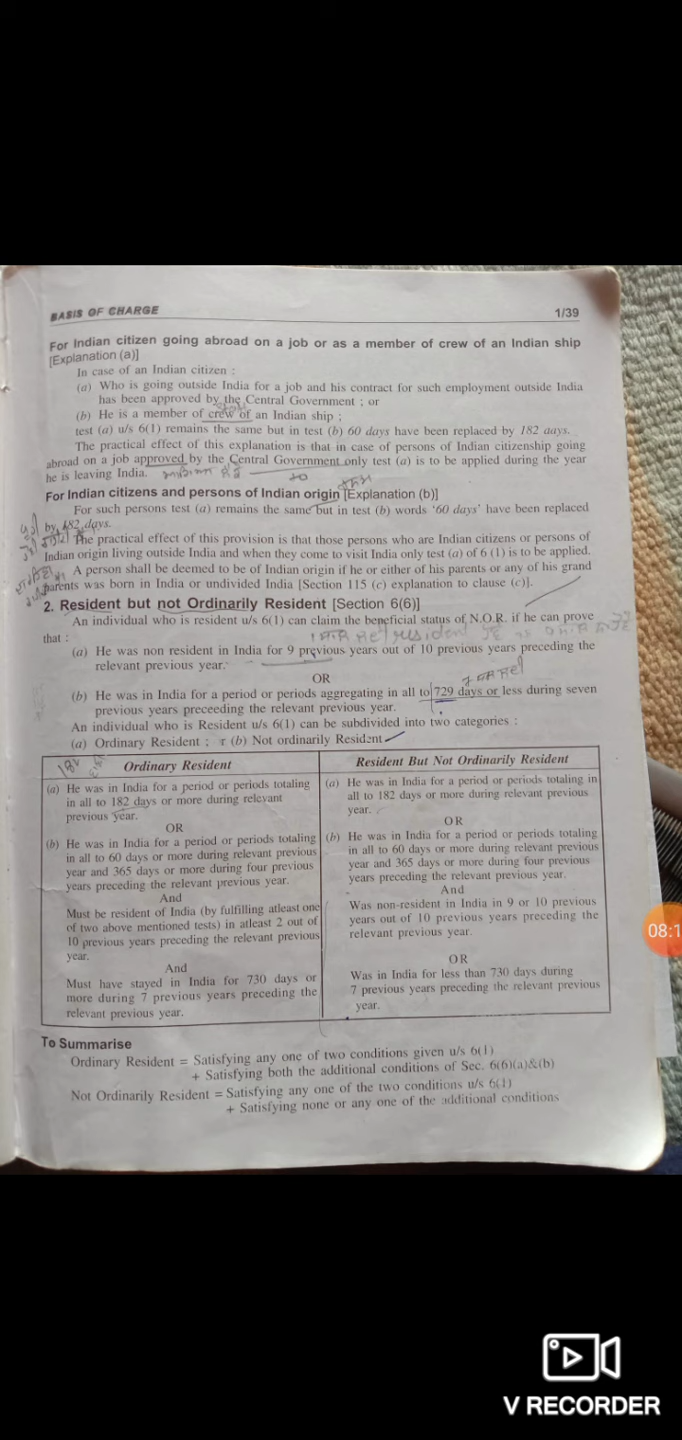 BASIS OF CHARGE 1/39
For Indian citizen going abroad on a job or as a member of crew of an Indian ship
[Explanation (a)]
In case of an Indian citizen :
(a) Who is going outside India for a job and his contract for such employment outside India
has been approved by the Central Government ; or
(b) He is a member of crew of an Indian ship ;
test (a) u/s 6(1) remains the same but in test (b) 60 days have been replaced by 182 days.
The practical effect of this explanation is that in case of persons of Indian citizenship going
abroad on a job approved by the Central Government only test (a) is to be applied during the year
he is leaving India.
For Indian citizens and persons of Indian origin [Explanation (b)]
For such persons test (a) remains the same but in test (b) words '60 days' have been replaced
by 182 days.
The practical effect of this provision is that those persons who are Indian citizens or persons of
Indian origin living outside India and when they come to visit India only test (a) of 6 (1) is to be applied.
A person shall be deemed to be of Indian origin if he or either of his parents or any of his grand
parents was born in India or undivided India [Section 115 (c) explanation to clause (c)].
2. Resident but not Ordinarily Resident [Section 6(6)]
An individual who is resident u/s 6(1) can claim the beneficial status of N.O.R. if he can prove
that :
resident
(a) He was non resident in India for 9 previous years out of 10 previous years preceding the
relevant previous year.
OR
(b) He was in India for a period or periods aggregating in all to 729 days or less during seven
previous years preceeding the relevant previous year.
An individual who is Resident u/s 6(1) can be subdivided into two categories :
(a) Ordinary Resident ; r (b) Not ordinarily Resident
182
Ordinary Resident
(a) He was in India for a period or periods totaling
in all to 182 days or more during relevant
previous year.
OR
(b) He was in India for a period or periods totaling
in all to 60 days or more during relevant previous
year and 365 days or more during four previous
years preceding the relevant previous year.
And
Must be resident of India (by fulfilling atleast one
of two above mentioned tests) in atleast 2 out of
10 previous years preceding the relevant previous
year.
And
Must have stayed in India for 730 days or
more during 7 previous years preceding the
relevant previous year.
Resident But Not Ordinarily Resident
(a) He was in India for a period or periods totaling in
all to 182 days or more during relevant previous
year.
OR
(b) He was in India for a period or periods totaling
in all to 60 days or more during relevant previous
year and 365 days or more during four previous
years preceding the relevant previous year.
And
Was non-resident in India in 9 or 10 previous
years out of 10 previous years preceding the
relevant previous year.
OR
Was in India for less than 730 days during
7 previous years preceding the relevant previous
year.
To Summarise
Ordinary Resident = Satisfying any one of two conditions given u/s 6(1)
+ Satisfying both the additional conditions of Sec. 6(6)(a)&(b)
Not Ordinarily Resident = Satisfying any one of the two conditions u/s 6(1)
+ Satisfying none or any one of the additional conditions
08:1
V RECORDER